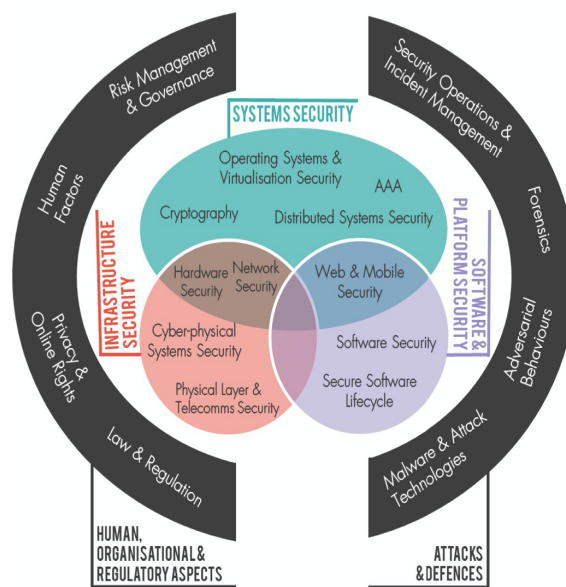 Risk Management
& Governance
Human
Factors
Privacy &
Online Rights
Law & Regulation
HUMAN,
ORGANISATIONAL &
REGULATORY ASPECTS
SYSTEMS SECURITY
Operating Systems &
Virtualisation Security
AAA
Cryptography
Distributed Systems Security
INFRASTRUCTURE
SECURITY
Hardware
Security
Network
Security
Web & Mobile
Security
Cyber-physical
Systems Security
Physical Layer &
Telecomms Security
Software Security
Secure Software
Lifecycle
SOFTWARE &
PLATFORM SECURITY
Security Operations &
Incident Management
Forensics
Adversarial
Behaviours
Malware & Attack
Technologies
ATTACKS
& DEFENCES